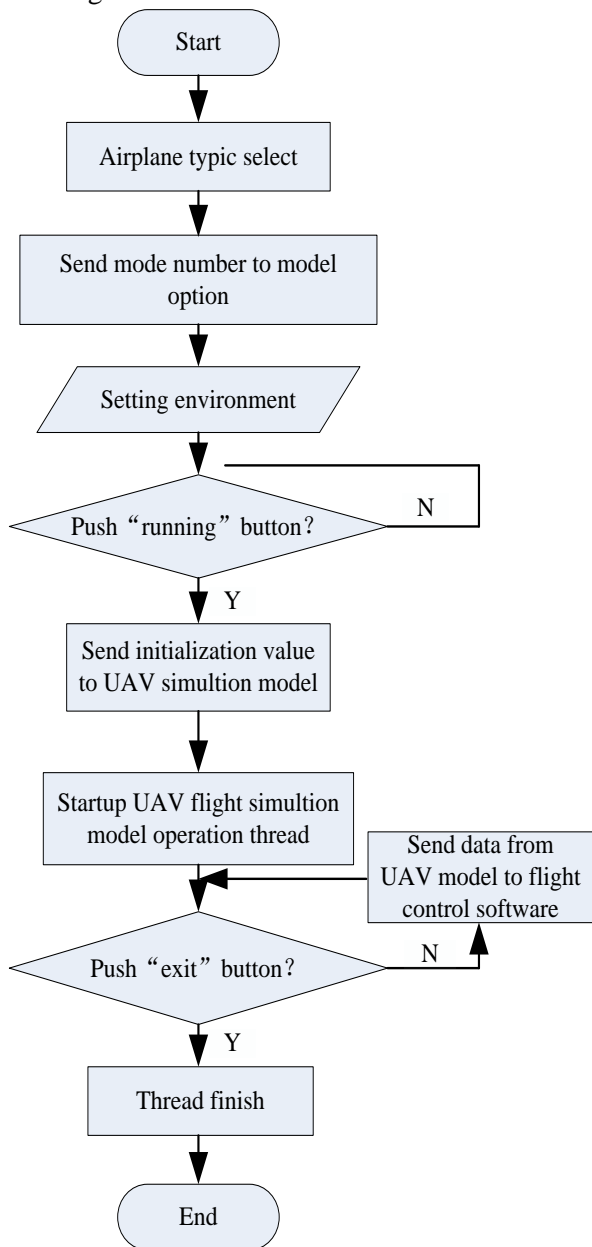 Start
Airplane typic select
Send mode number to model
option
Setting environment
Push “running” button?
N
Y
Send initialization value
to UAV simultion model
Startup UAV flight simultion
model operation thread
Send data from
UAV model to flight
control software
Push “exit” button?
N
Y
Thread finish
End